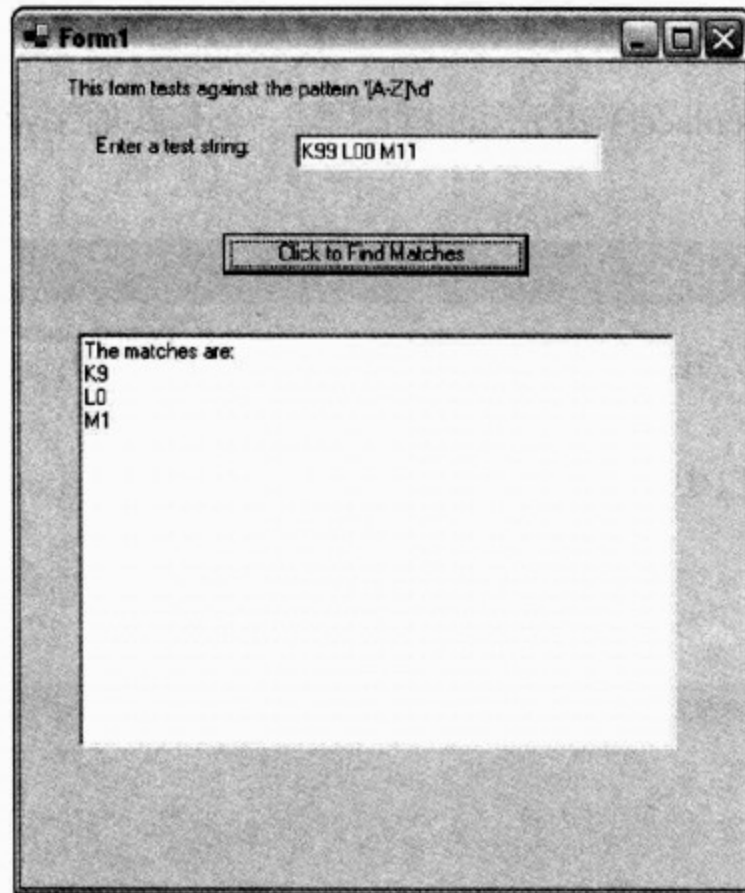 Form1
This form tests against the pattern '[A-Z]\d'
Enter a test string:
K99 L00 M11
Click to Find Matches
The matches are:
K9
L0
M1